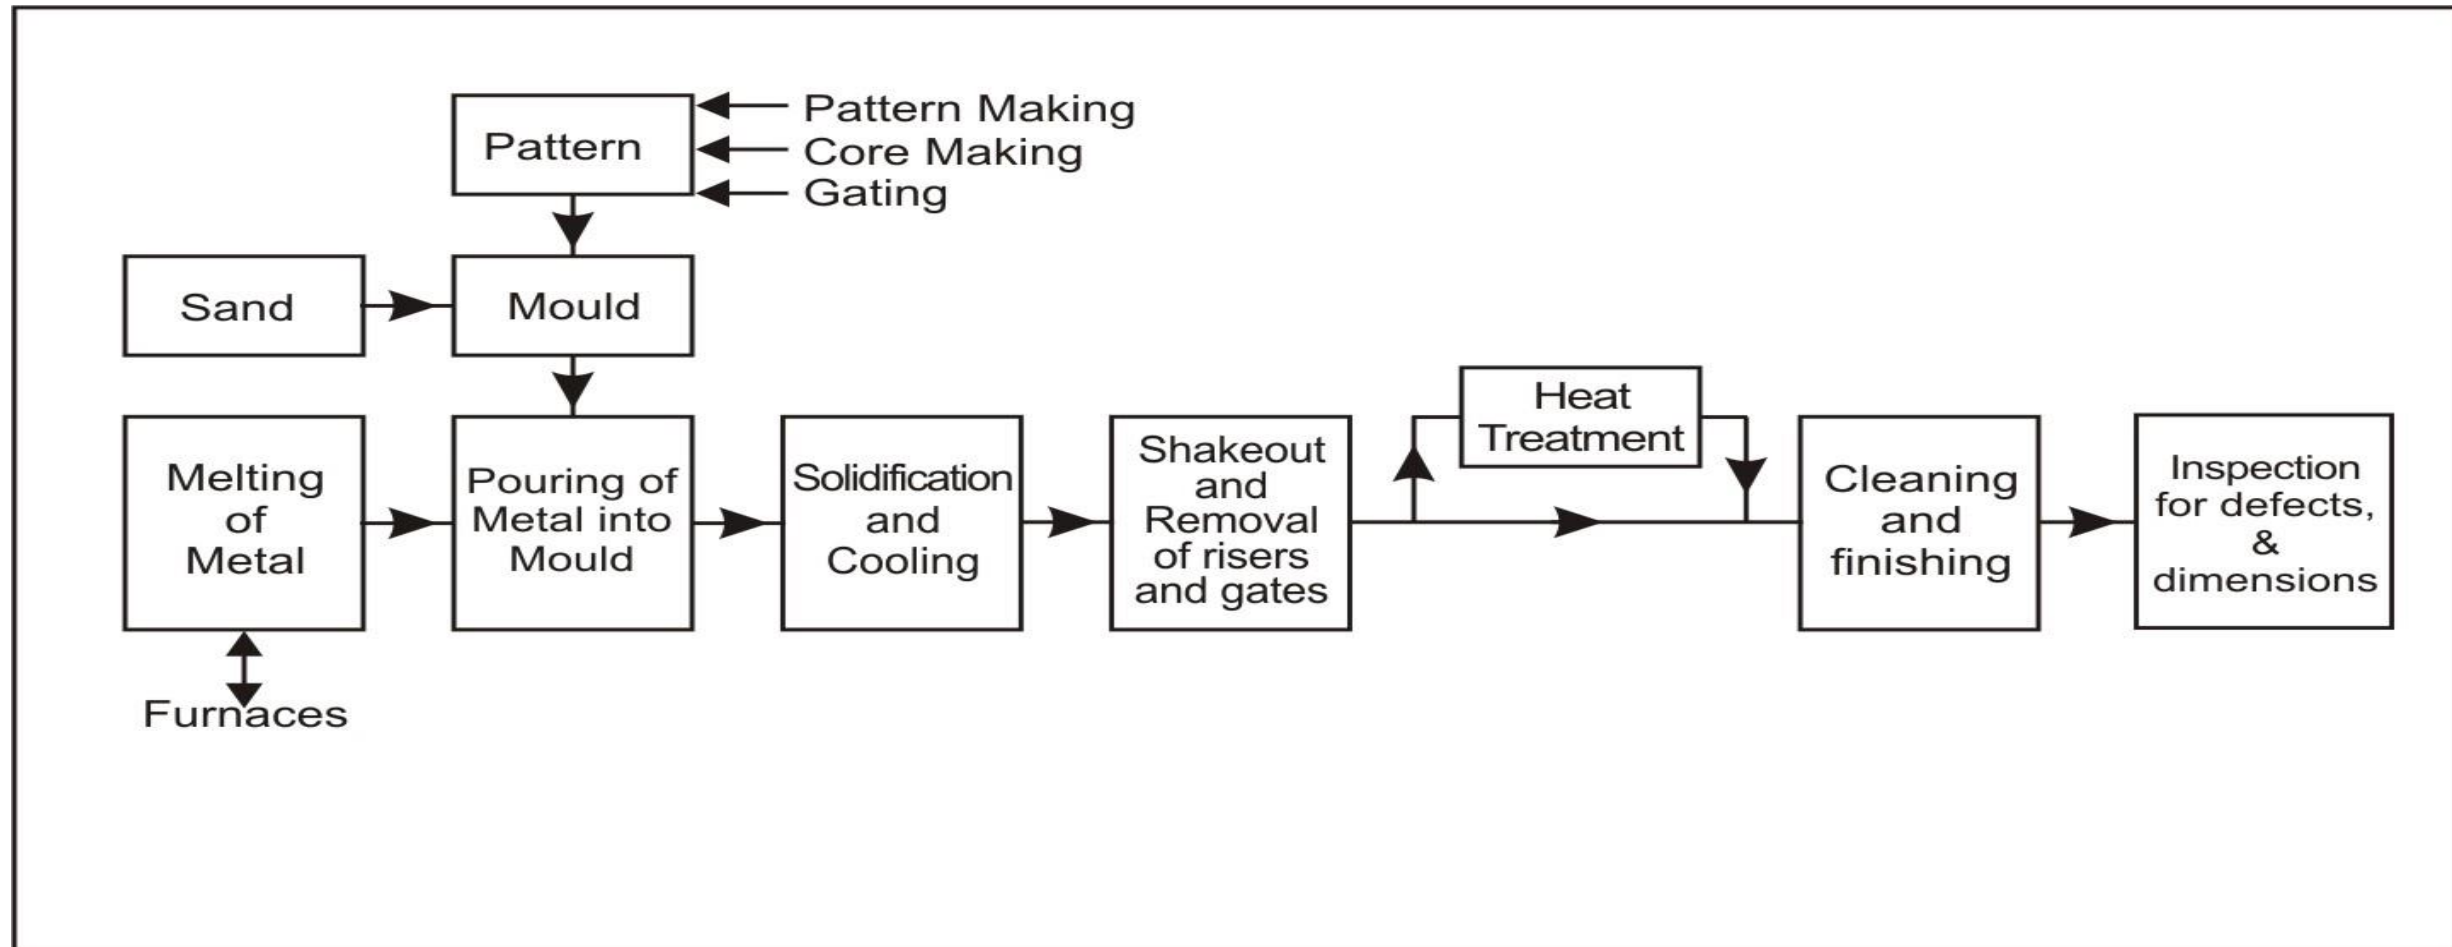 Pattern
Pattern Making
Core Making
Gating
Sand
Mould
Melting
of
Metal
Pouring of
Metal into
Mould
Solidification
and
Cooling
Shakeout
and
Removal
of risers
and gates
Heat
Treatment
Cleaning
and
finishing
Inspection
for defects,
&
dimensions
Furnaces